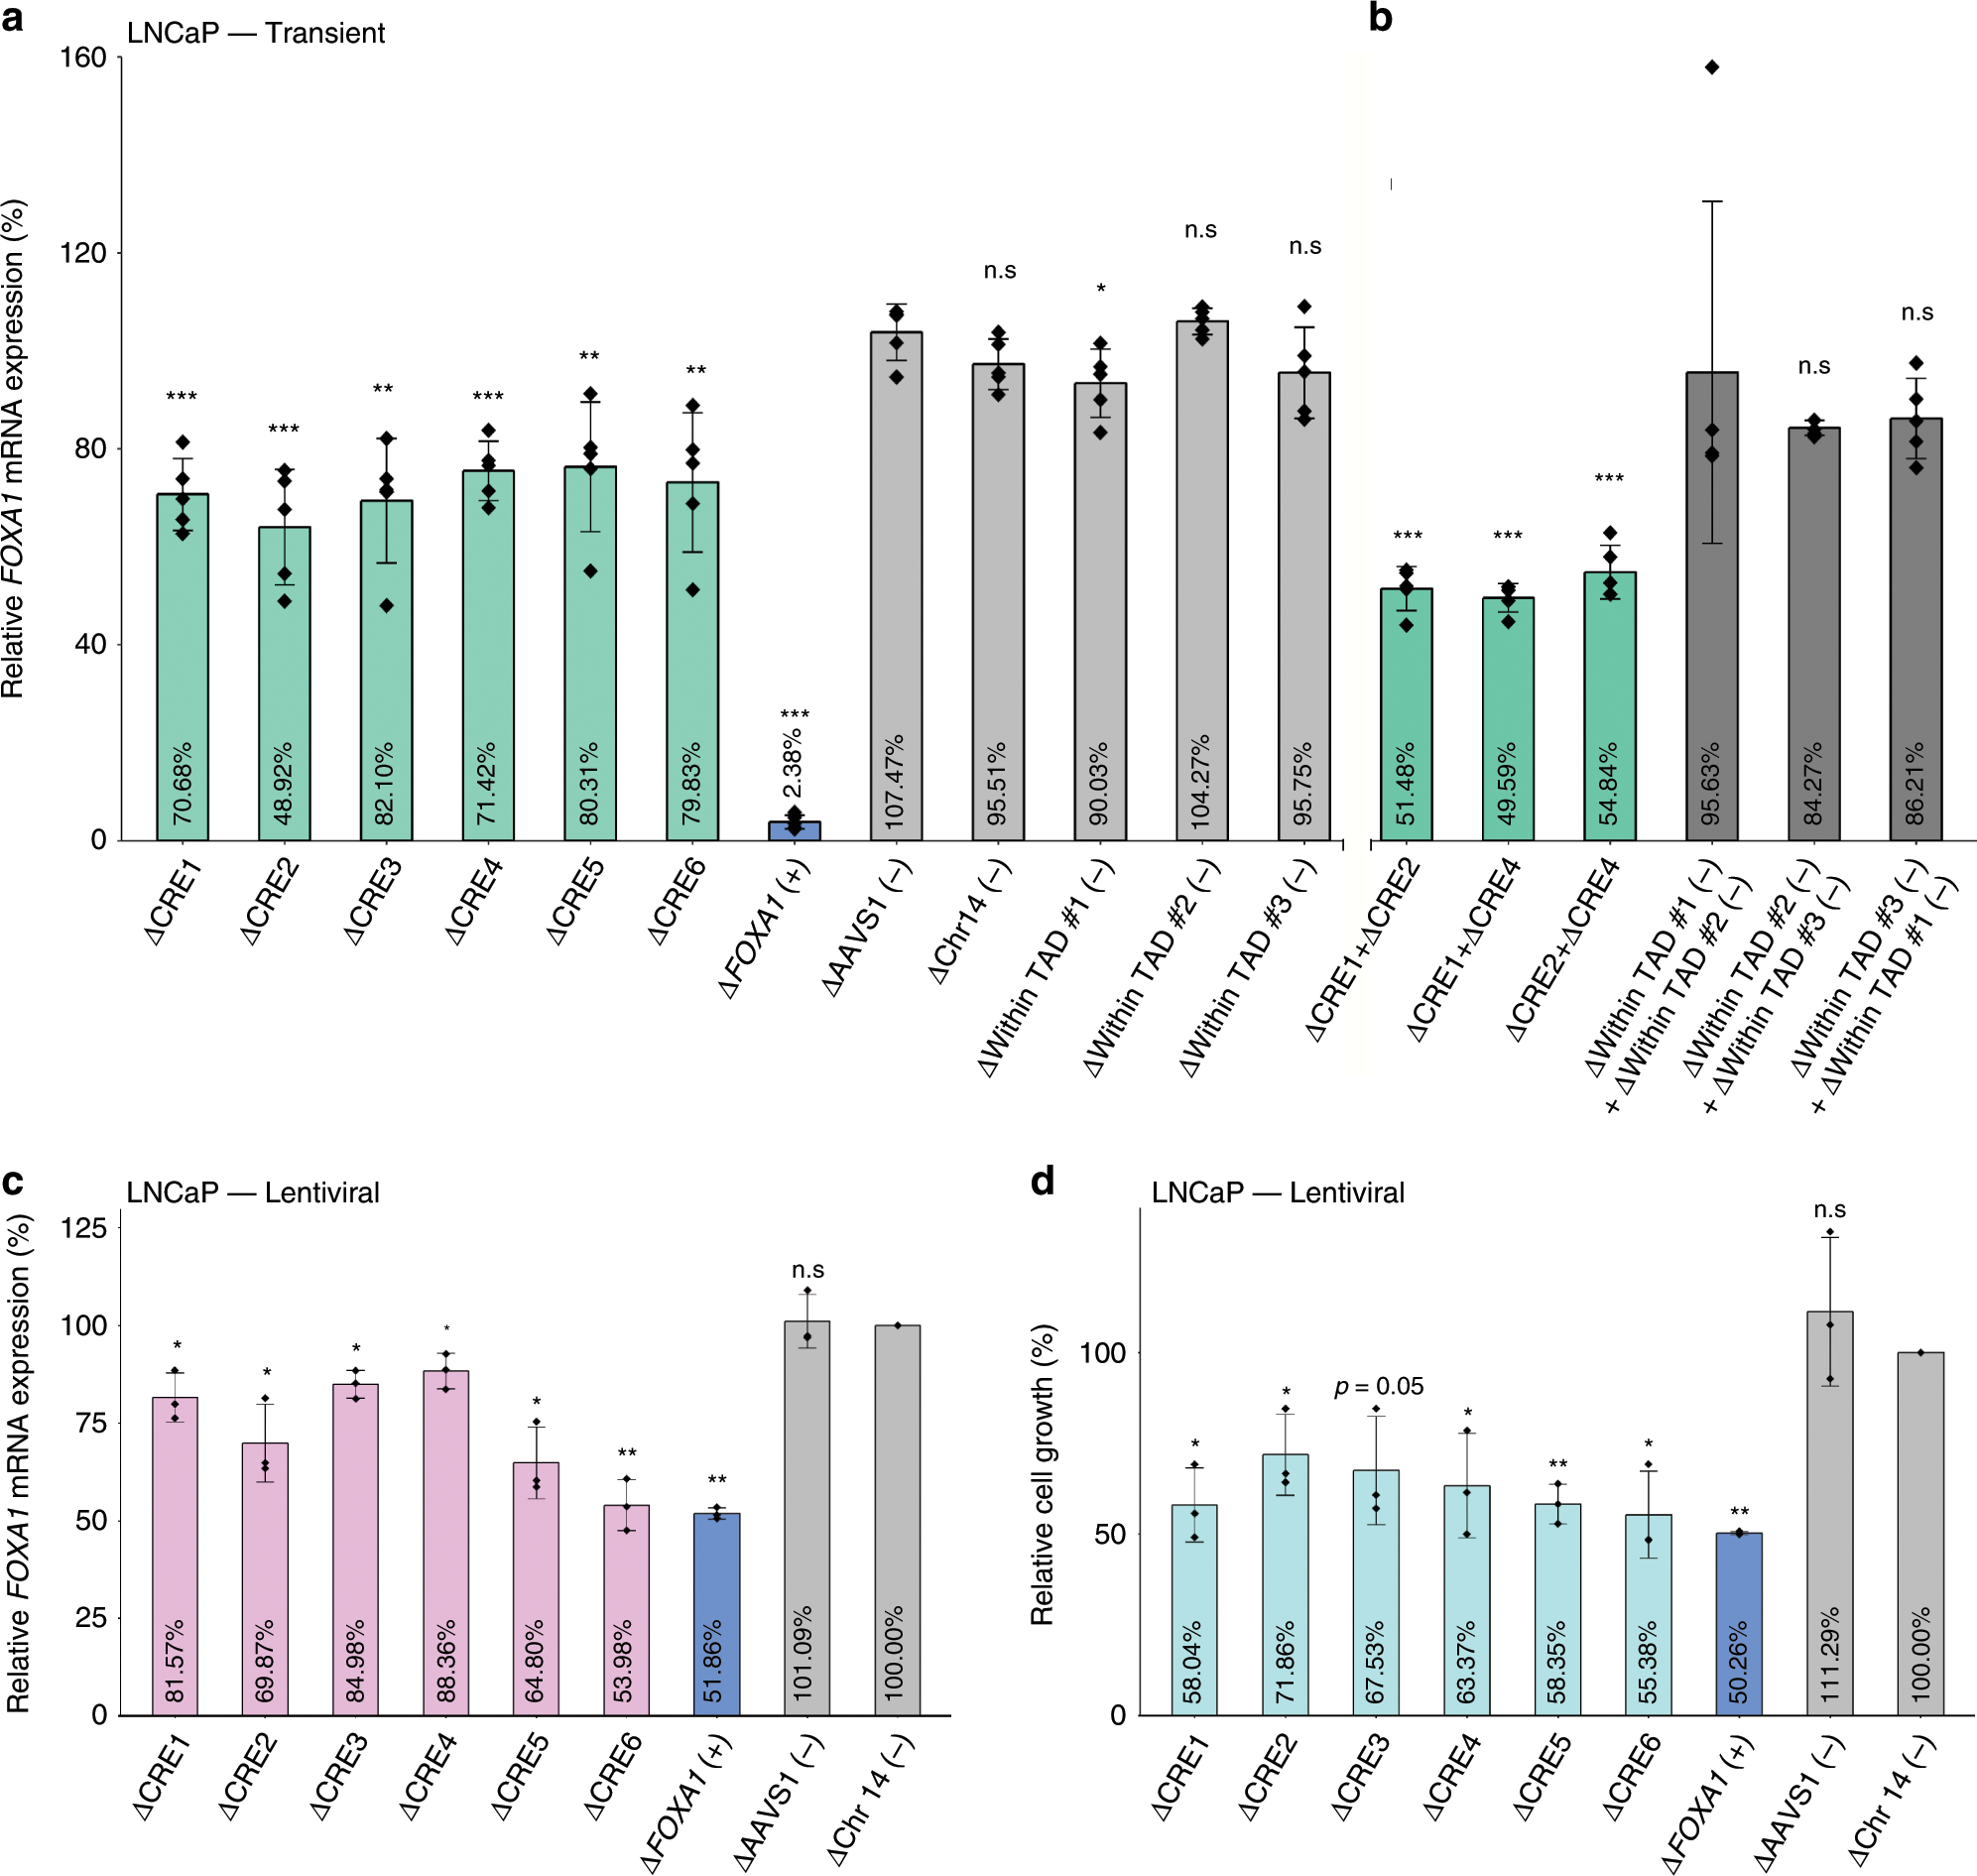 a
b
LNCaP — Transient
Relative FOXA1 mRNA expression (%)
160
120
80
40
0
***
***
**
***
**
**
***
n.s
*
n.s
n.s
***
***
***
n.s
n.s
70.68%
48.92%
82.10%
71.42%
80.31%
79.83%
2.38%
107.47%
95.51%
90.03%
104.27%
95.75%
51.48%
49.59%
54.84%
95.63%
84.27%
86.21%
ΔCRE1
ΔCRE2
ΔCRE3
ΔCRE4
ΔCRE5
ΔCRE6
ΔFOXA1 (+)
ΔAAVS1 (–)
ΔChr14 (–)
ΔWithin TAD #1 (–)
ΔWithin TAD #2 (–)
ΔWithin TAD #3 (–)
ΔCRE1+ΔCRE2
ΔCRE1+ΔCRE4
ΔCRE2+ΔCRE4
ΔWithin TAD #1 (–)
+ ΔWithin TAD #2 (–)
ΔWithin TAD #2 (–)
+ ΔWithin TAD #3 (–)
ΔWithin TAD #3 (–)
+ ΔWithin TAD #1 (–)
c
LNCaP — Lentiviral
Relative FOXA1 mRNA expression (%)
125
100
75
50
25
0
*
*
*
*
*
**
**
n.s
81.57%
69.87%
84.98%
88.36%
64.80%
53.98%
51.86%
101.09%
100.00%
ΔCRE1
ΔCRE2
ΔCRE3
ΔCRE4
ΔCRE5
ΔCRE6
ΔFOXA1 (+)
ΔAAVS1 (–)
ΔChr 14 (–)
d
LNCaP — Lentiviral
Relative cell growth (%)
100
50
0
*
*
p = 0.05
*
**
*
**
n.s
58.04%
71.86%
67.53%
63.37%
58.35%
55.38%
50.26%
111.29%
100.00%
ΔCRE1
ΔCRE2
ΔCRE3
ΔCRE4
ΔCRE5
ΔCRE6
ΔFOXA1 (+)
ΔAAVS1 (–)
ΔChr 14 (–)